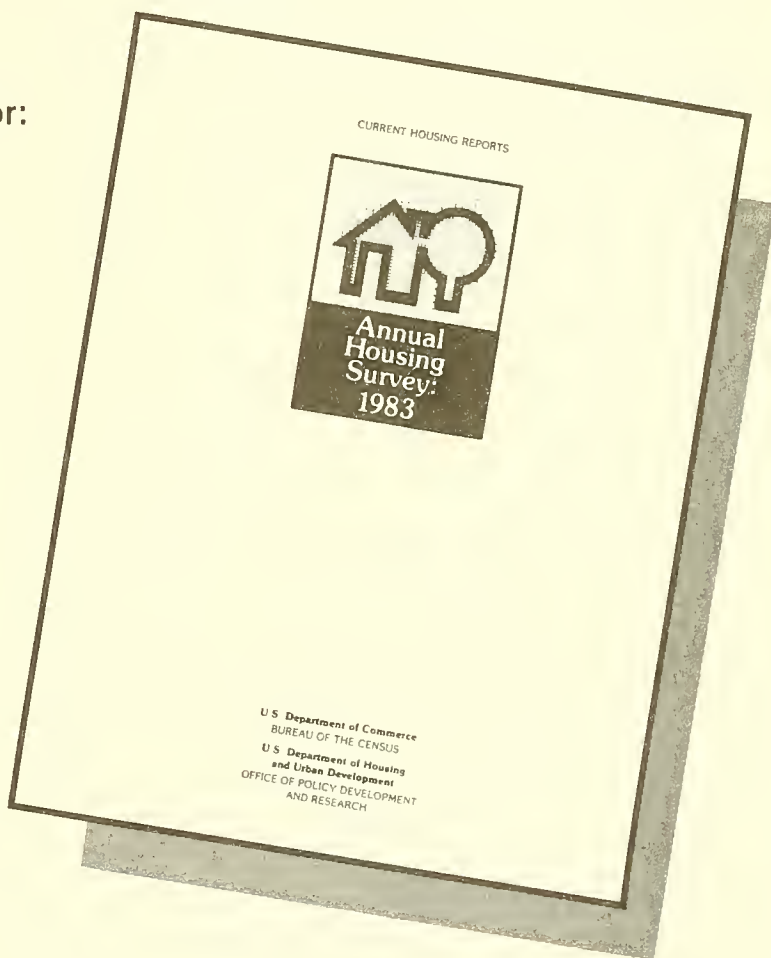 or:
CURRENT HOUSING REPORTS
Annual
Housing
Survey:
1983
U S Department of Commerce
BUREAU OF THE CENSUS
U S Department of Housing
and Urban Development
OFFICE OF POLICY DEVELOPMENT
AND RESEARCH